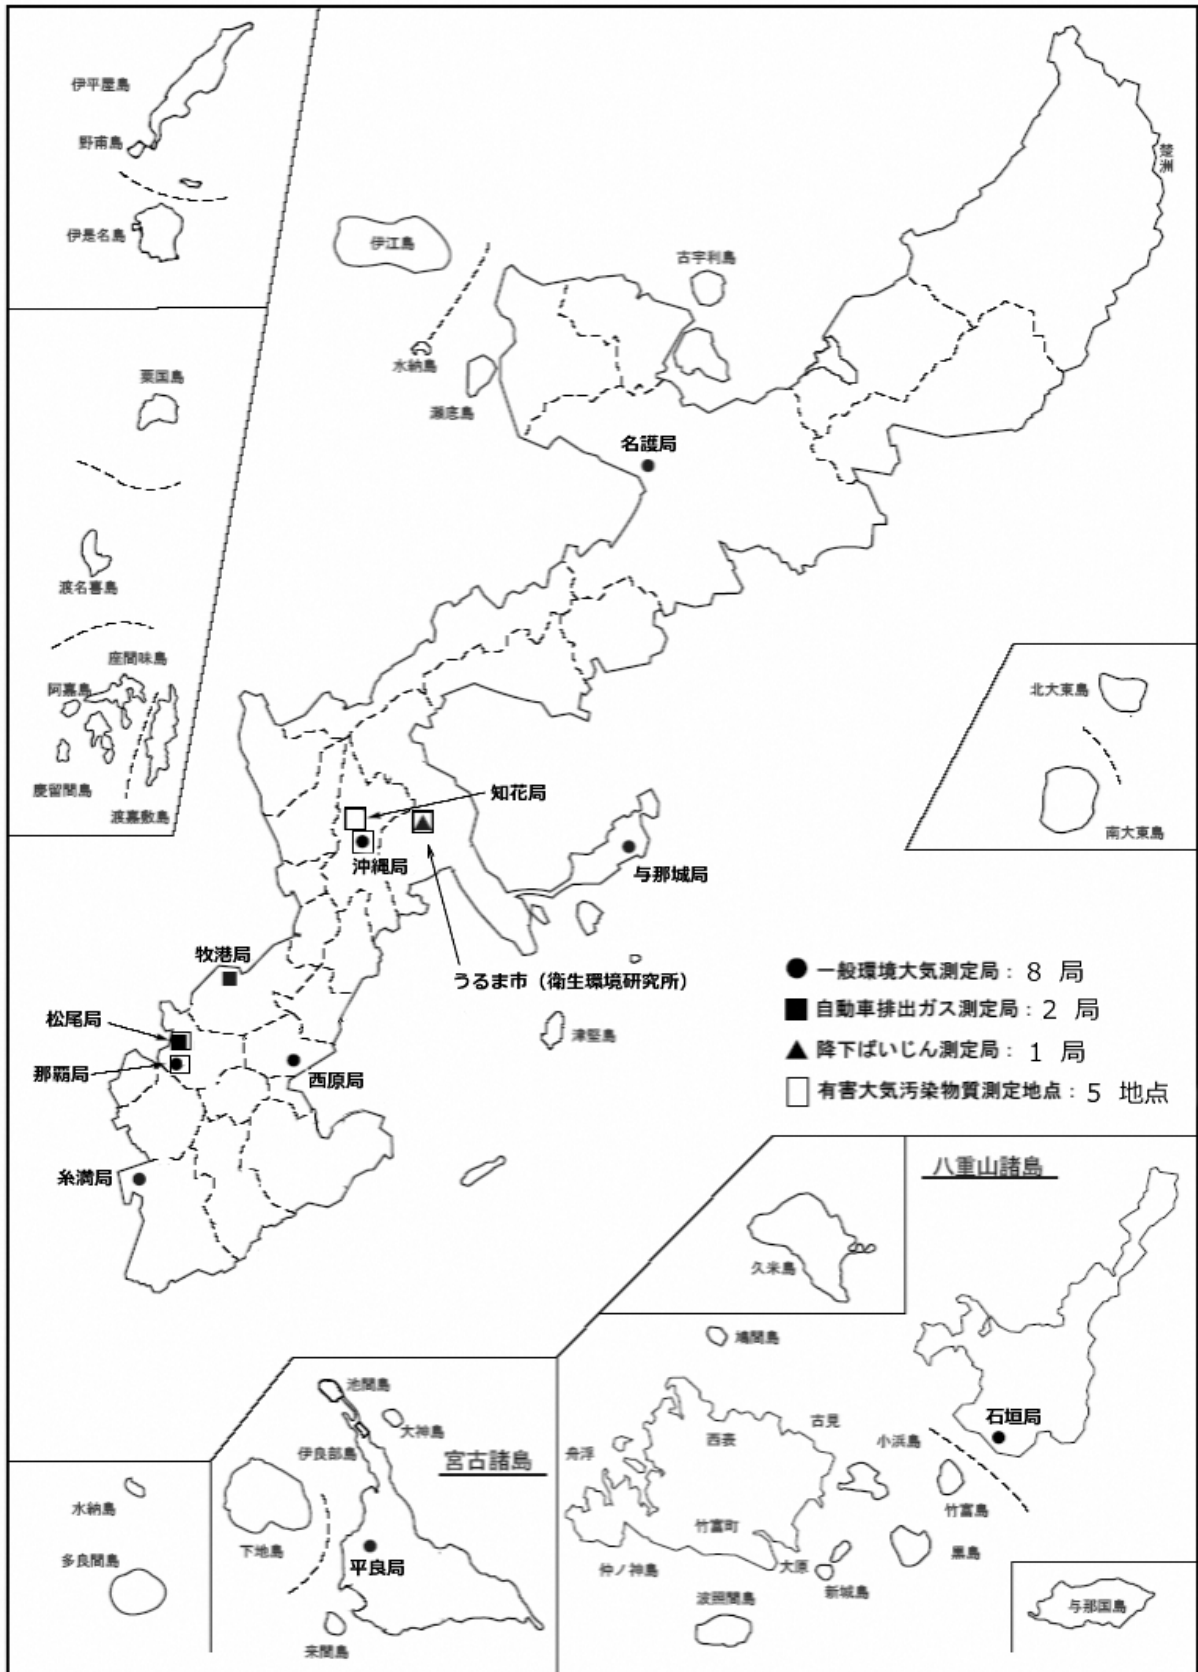 伊平屋島
野甫島
伊是名島
伊江島
古宇利島
楚洲
水納島
瀬底島
粟国島
名護局
渡名喜島
座間味島
阿嘉島
慶留間島
渡嘉敷島
北大東島
南大東島
知花局
沖縄局
与那城局
牧港局
うるま市（衛生環境研究所）
松尾局
那覇局
西原局
津堅島
糸満局
一般環境大気測定局：8 局
自動車排出ガス測定局：2 局
降下ばいじん測定局：1 局
有害大気汚染物質測定地点：5 地点
八重山諸島
久米島
鳩間島
石垣局
古見
小浜島
西表
舟浮
竹富島
竹富町
大原
黒島
仲ノ神島
新城島
波照間島
与那国島
池間島
大神島
伊良部島
宮古諸島
下地島
平良局
来間島
水納島
多良間島